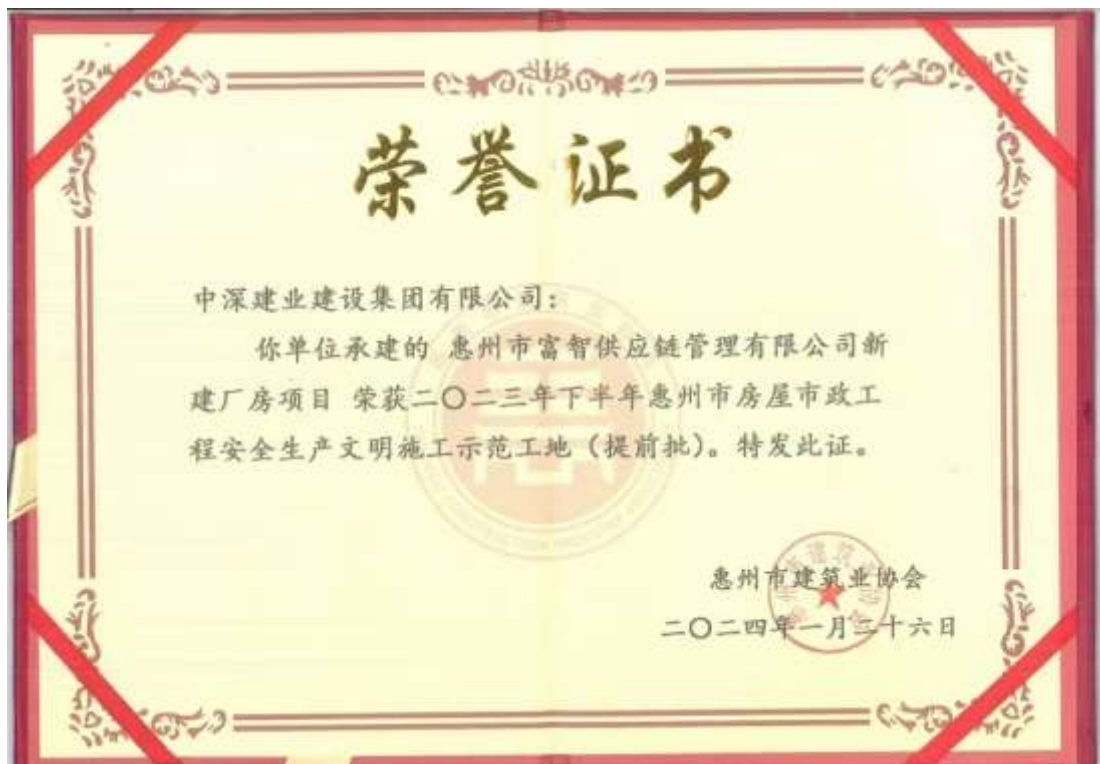 荣誉证书
中深建业建设集团有限公司:
你单位承建的 惠州市富智供应链管理有限公司新
建厂房项目 荣获二〇二三年下半年惠州市房屋市政工
程安全生产文明施工示范工地(提前批)。特发此证。
惠州市建筑业协会
二〇二四年一月二十六日